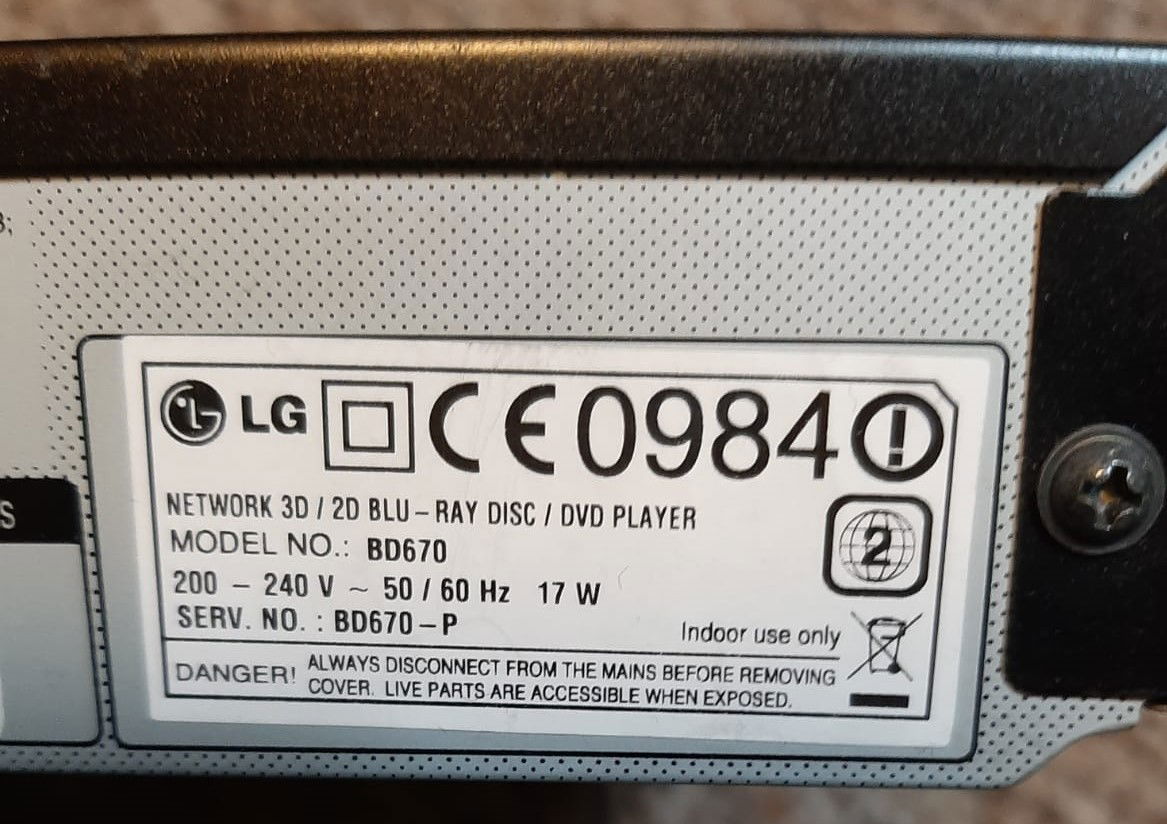 LG CE0984
NETWORK 3D / 2D BLU-RAY DISC / DVD PLAYER
MODEL NO.: BD670
2
200 - 240 V ~ 50 / 60 Hz 17 W
SERV. NO. : BD670-P
Indoor use only
DANGER! ALWAYS DISCONNECT FROM THE MAINS BEFORE REMOVING
COVER. LIVE PARTS ARE ACCESSIBLE WHEN EXPOSED.